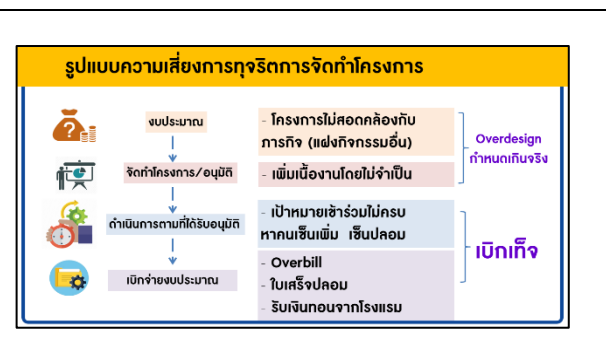 รูปแบบความเสี่ยงการทุจริตการจัดทำโครงการ
งบประมาณ
- โครงการไม่สอดคล้องกับ
ภารกิจ (แฝงกิจกรรมอื่น)
จัดทำโครงการ/อนุมัติ
- เพิ่มเนื้องานโดยไม่จำเป็น
Overdesign
กำหนดเกินจริง
ดำเนินการตามที่ได้รับอนุมัติ
- เป้าหมายเข้าร่วมไม่ครบ
หาคนเซ็นเพิ่ม เซ็นปลอม
เบิกจ่ายงบประมาณ
- Overbill
- ใบเสร็จปลอม
- รับเงินทอนจากโรงแรม
เบิกเท็จ